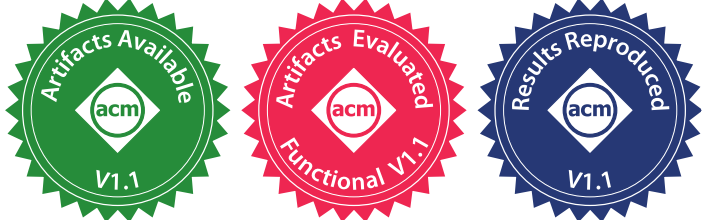 Artifacts Available
acm
V1.1
Artifacts Evaluated
acm
Functional V1.1
Results Reproduced
acm
V1.1